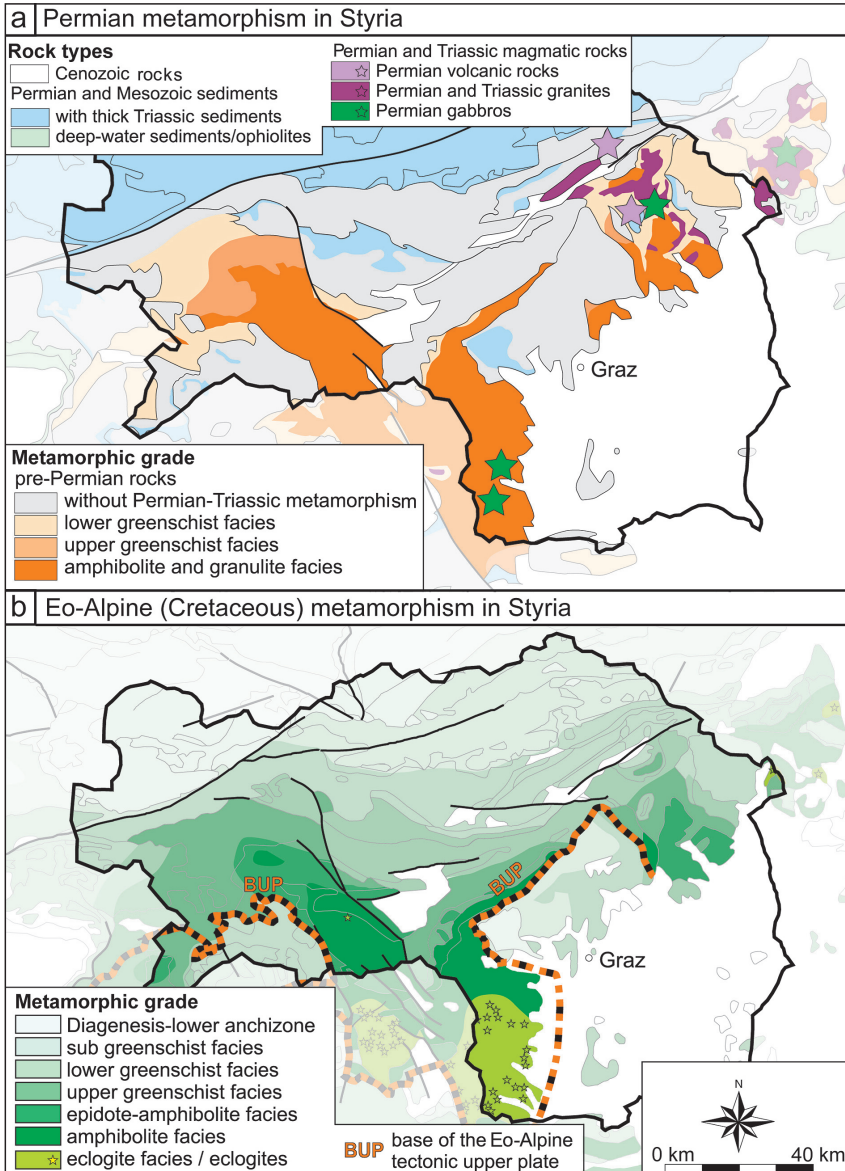 a Permian metamorphism in Styria
Rock types
Cenozoic rocks
Permian and Mesozoic sediments
with thick Triassic sediments
deep-water sediments/ophiolites
Permian and Triassic magmatic rocks
Permian volcanic rocks
Permian and Triassic granites
Permian gabbros
Graz
Metamorphic grade
pre-Permian rocks
without Permian-Triassic metamorphism
lower greenschist facies
upper greenschist facies
amphibolite and granulite facies
b Eo-Alpine (Cretaceous) metamorphism in Styria
BUP
BUP
Graz
Metamorphic grade
Diagenesis-lower anchizone
sub greenschist facies
lower greenschist facies
upper greenschist facies
epidote-amphibolite facies
amphibolite facies
eclogite facies / eclogites
BUP base of the Eo-Alpine
tectonic upper plate
N
0 km 40 km